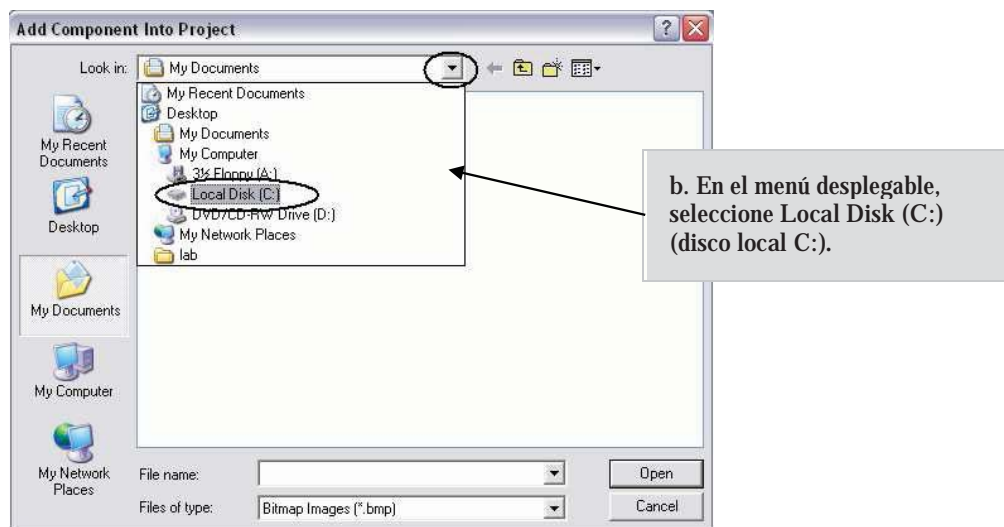 Add Component Into Project
Look in:
My Documents
My Recent Documents
Desktop
My Documents
My Computer
3½ Floppy (A:)
Local Disk (C:)
DVD/CD-RW Drive (D:)
My Network Places
lab
My Recent
Documents
Desktop
My Documents
My Computer
My Network
Places
File name:
Open
Files of type:
Bitmap Images (*.bmp)
Cancel
b. En el menú desplegable,
seleccione Local Disk (C:)
(disco local C:).